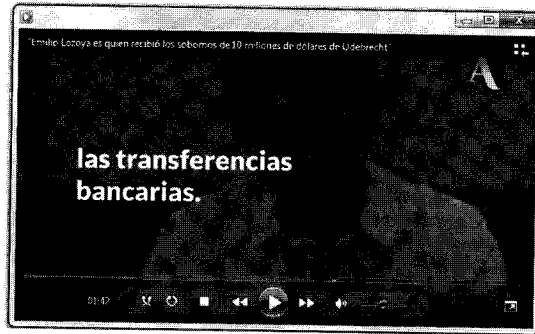 "Emilio Lozoya es quien recibió los sobornos de 10 millones de dólares de Odebrecht"
A
las transferencias
bancarias.
01:42